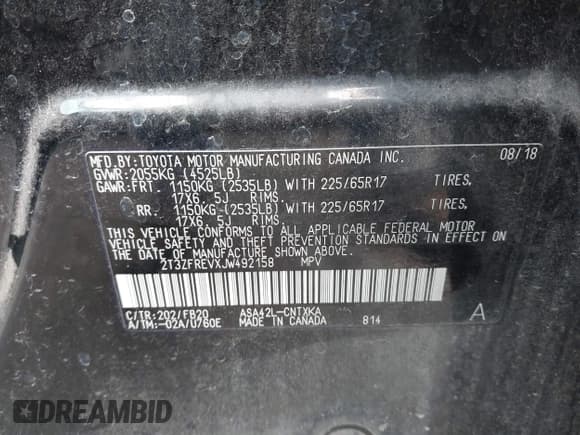 MFD.BY:TOYOTA MOTOR MANUFACTURING CANADA INC. 08/18
GVWR:2055KG (4525LB)
GAWR:FRT. 1150KG (2535LB) WITH 225/65R17 TIRES,
17X6.5J RIMS.
RR. 1150KG (2535LB) WITH 225/65R17 TIRES,
17X6.5J RIMS.
THIS VEHICLE CONFORMS TO ALL APPLICABLE FEDERAL MOTOR
VEHICLE SAFETY AND THEFT PREVENTION STANDARDS IN EFFECT ON
THE DATE OF MANUFACTURE SHOWN ABOVE.
2T3ZFREVXJW492158 MPV
C/TR:202/FB20 ASA42L-CNTXKA A
A/TM:-02A/U760E MADE IN CANADA 814
DREAMBID